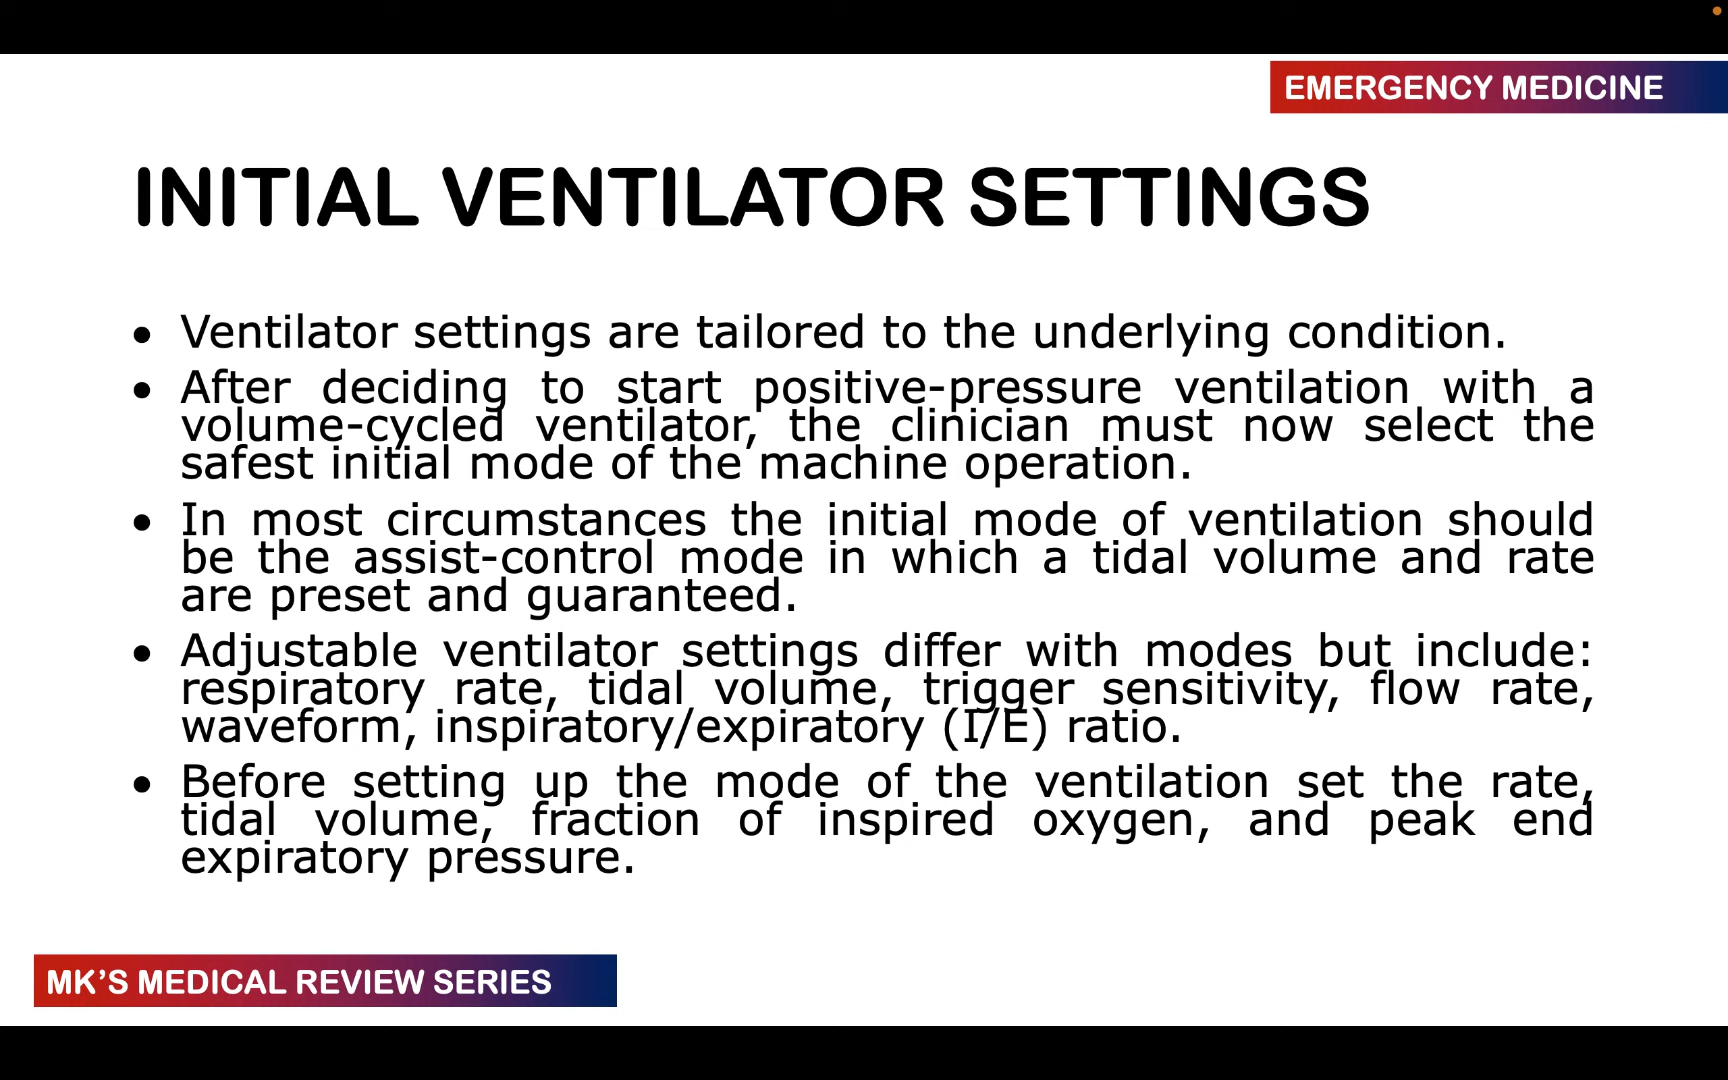 EMERGENCY MEDICINE
INITIAL VENTILATOR SETTINGS
• Ventilator settings are tailored to the underlying condition.
• After deciding to start positive-pressure ventilation with a
volume-cycled ventilator, the clinician must now select the
safest initial mode of the machine operation.
• In most circumstances the initial mode of ventilation should
be the assist-control mode in which a tidal volume and rate
are preset and guaranteed.
• Adjustable ventilator settings differ with modes but include:
respiratory rate, tidal volume, trigger sensitivity, flow rate,
waveform, inspiratory/expiratory (I/E) ratio.
• Before setting up the mode of the ventilation set the rate,
tidal volume, fraction of inspired oxygen, and peak end
expiratory pressure.
MK’S MEDICAL REVIEW SERIES